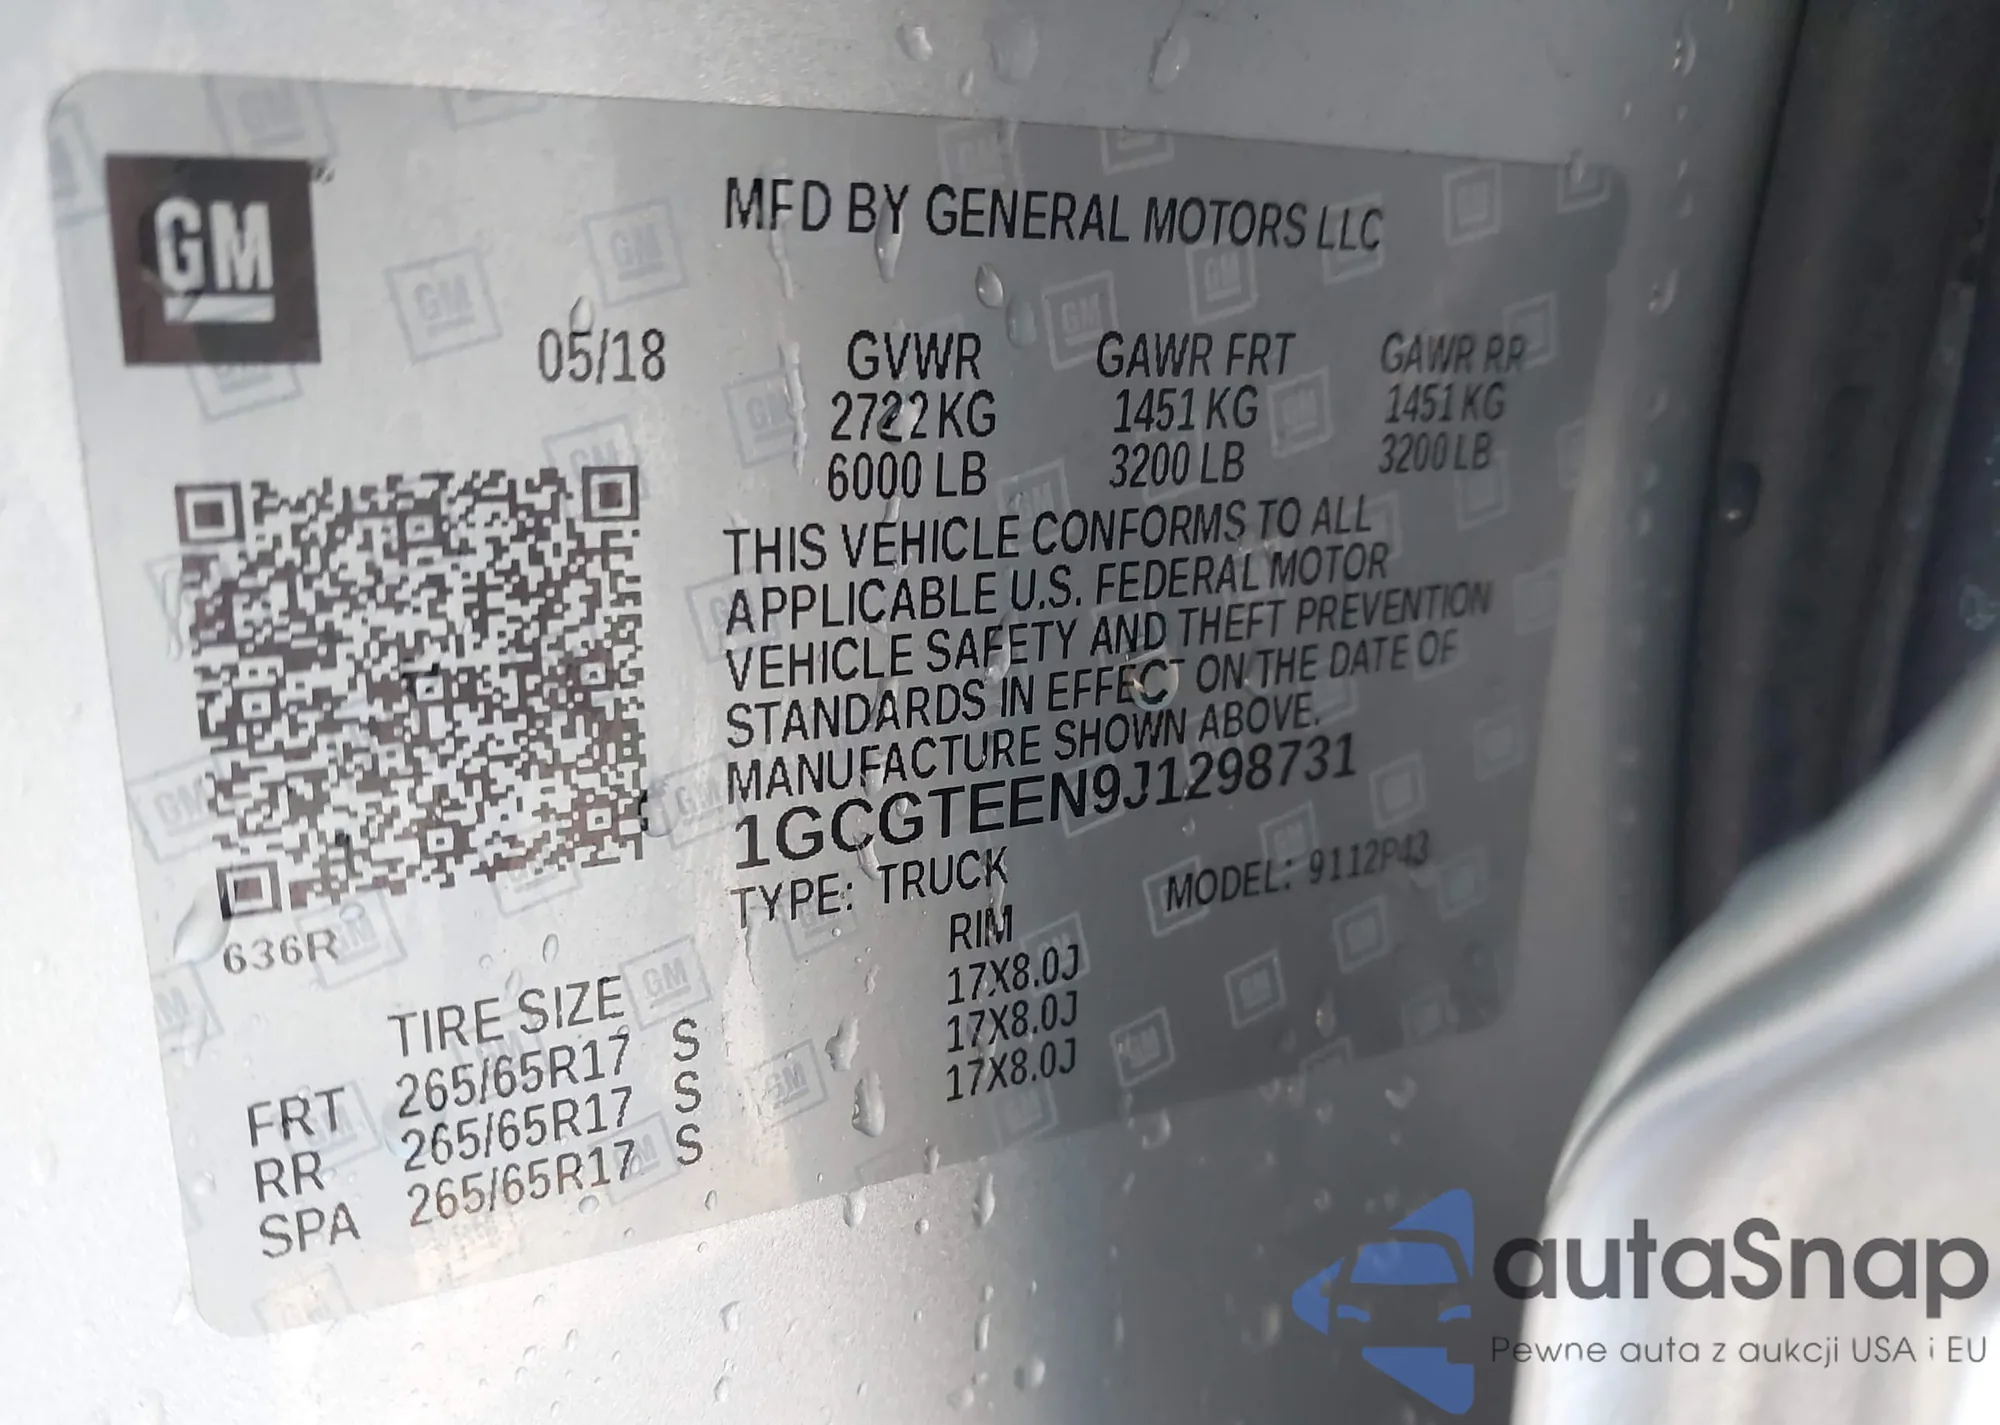 GM
MFD BY GENERAL MOTORS LLC
05/18 GVWR GAWR FRT GAWR RR
2722 KG 1451 KG 1451 KG
6000 LB 3200 LB 3200 LB
THIS VEHICLE CONFORMS TO ALL
APPLICABLE U.S. FEDERAL MOTOR
VEHICLE SAFETY AND THEFT PREVENTION
STANDARDS IN EFFECT ON THE DATE OF
MANUFACTURE SHOWN ABOVE.
1GCGTEEN9J1298731
TYPE: TRUCK MODEL: 9112P43
636R
TIRE SIZE RIM
FRT 265/65R17 S 17X8.0J
RR 265/65R17 S 17X8.0J
SPA 265/65R17 S 17X8.0J
autaSnap
Pewne auta z aukcji USA i EU